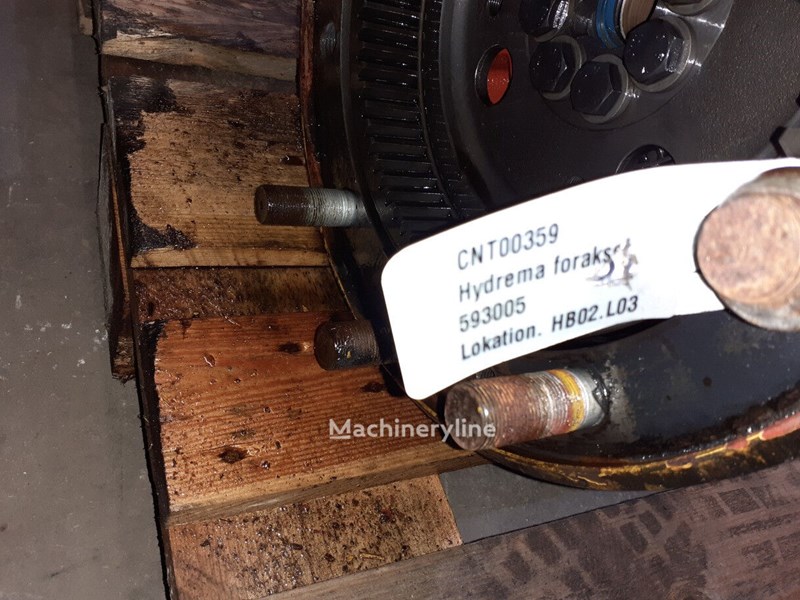 CNT00359
Hydrema foraksel
593005
Lokation. HB02.L03
Machineryline